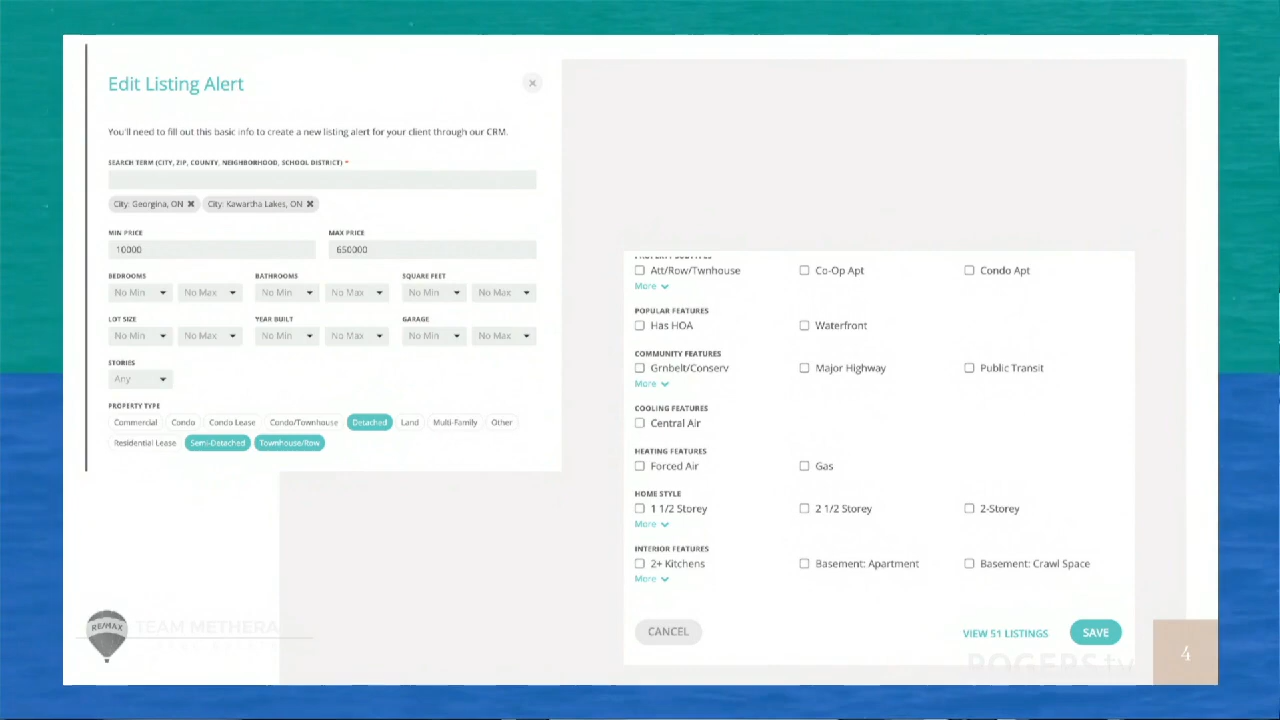 Edit Listing Alert
You'll need to fill out this basic info to create a new listing alert for your client through our CRM.
SEARCH TERM (CITY, ZIP, COUNTY, NEIGHBORHOOD, SCHOOL DISTRICT) *
City: Georgina, ON ✖ City: Kawartha Lakes, ON ✖
MIN PRICE MAX PRICE
10000 650000
BEDROOMS BATHROOMS SQUARE FEET
No Min No Max No Min No Max No Min No Max
LOT SIZE YEAR BUILT GARAGE
No Min No Max No Min No Max No Min No Max
STORIES
Any
PROPERTY TYPE
Commercial Condo Condo Lease Condo/Townhouse Detached Land Multi-Family Other
Residential Lease Semi-Detached Townhouse/Row
Att/Row/Twnhouse Co-Op Apt Condo Apt
More
POPULAR FEATURES
Has HOA Waterfront
COMMUNITY FEATURES
Grnbelt/Conserv Major Highway Public Transit
More
COOLING FEATURES
Central Air
HEATING FEATURES
Forced Air Gas
HOME STYLE
1 1/2 Storey 2 1/2 Storey 2-Storey
More
INTERIOR FEATURES
2+ Kitchens Basement: Apartment Basement: Crawl Space
More
CANCEL VIEW 51 LISTINGS SAVE
RE/MAX TEAM METHERA
ROGERS tv
4